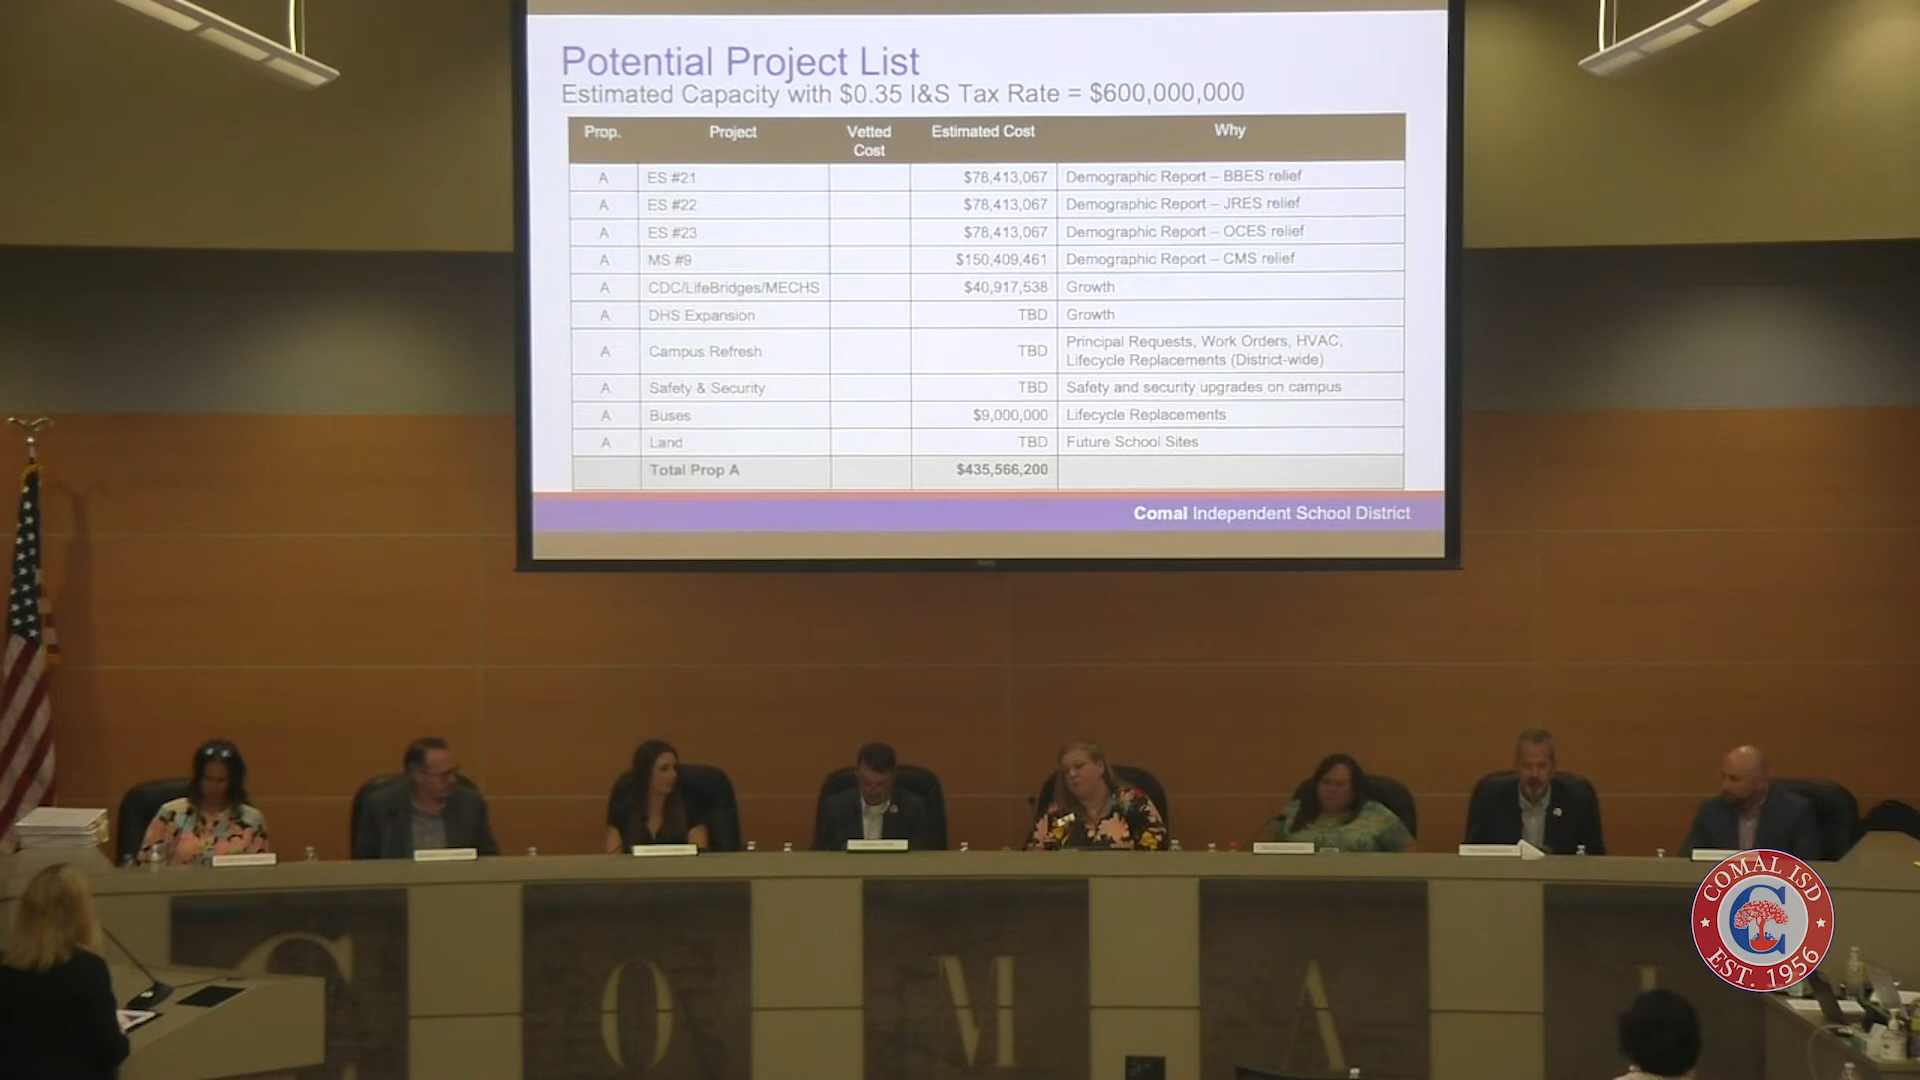 Potential Project List
Estimated Capacity with $0.35 I&S Tax Rate = $600,000,000
Prop. Project Vetted Cost Estimated Cost Why
A ES #21 $78,413,067 Demographic Report – BBES relief
A ES #22 $78,413,067 Demographic Report – JRES relief
A ES #23 $78,413,067 Demographic Report – OCES relief
A MS #9 $150,409,461 Demographic Report – CMS relief
A CDC/LifeBridges/MECHS $40,917,538 Growth
A DHS Expansion TBD Growth
A Campus Refresh TBD Principal Requests, Work Orders, HVAC,
Lifecycle Replacements (District-wide)
A Safety & Security TBD Safety and security upgrades on campus
A Buses $9,000,000 Lifecycle Replacements
A Land TBD Future School Sites
Total Prop A $435,566,200
Comal Independent School District
COMAL ISD
C
EST. 1956
C O M A L